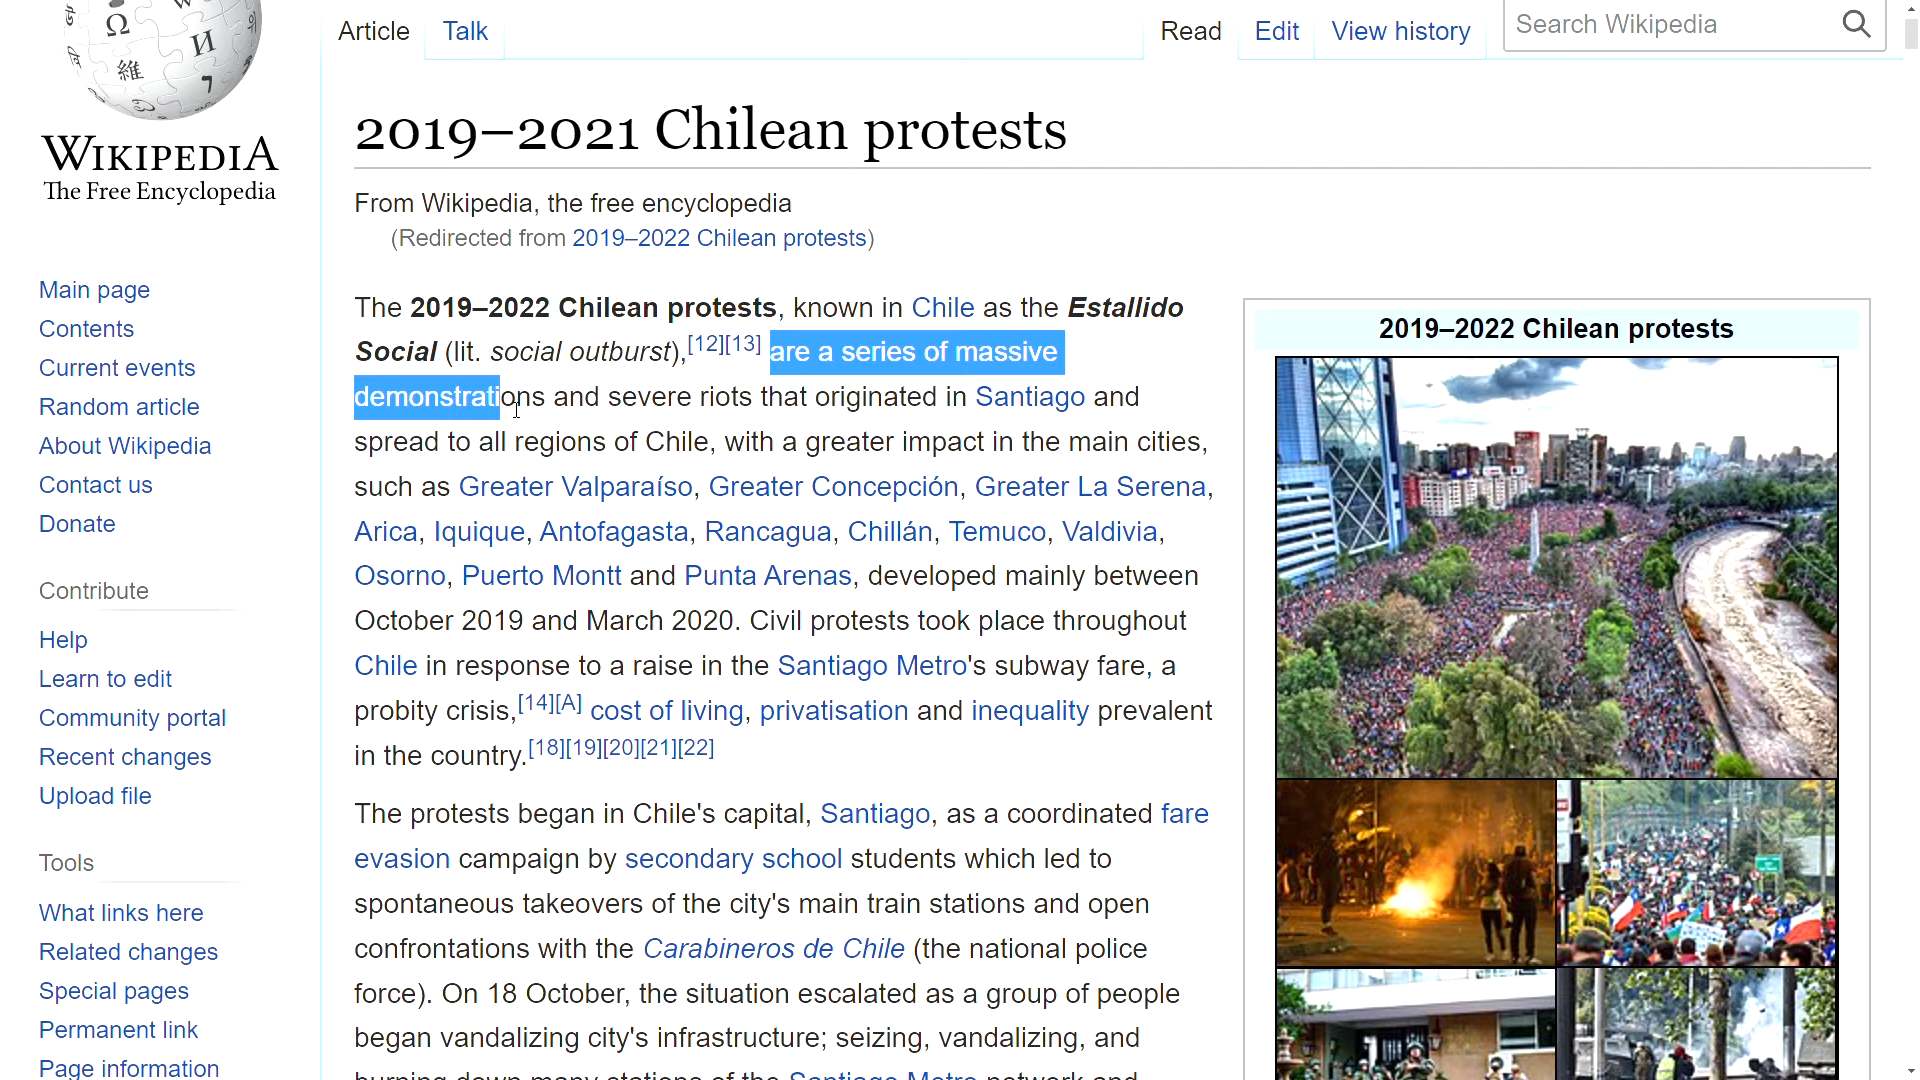 Article
Talk
Read
Edit
View history
Search Wikipedia
Ω
И
維
WIKIPEDIA
The Free Encyclopedia
Main page
Contents
Current events
Random article
About Wikipedia
Contact us
Donate
Contribute
Help
Learn to edit
Community portal
Recent changes
Upload file
Tools
What links here
Related changes
Special pages
Permanent link
Page information
2019–2021 Chilean protests
From Wikipedia, the free encyclopedia
(Redirected from 2019–2022 Chilean protests)
The 2019–2022 Chilean protests, known in Chile as the Estallido
Social (lit. social outburst),[12][13] are a series of massive
demonstrations and severe riots that originated in Santiago and
spread to all regions of Chile, with a greater impact in the main cities,
such as Greater Valparaíso, Greater Concepción, Greater La Serena,
Arica, Iquique, Antofagasta, Rancagua, Chillán, Temuco, Valdivia,
Osorno, Puerto Montt and Punta Arenas, developed mainly between
October 2019 and March 2020. Civil protests took place throughout
Chile in response to a raise in the Santiago Metro's subway fare, a
probity crisis,[14][A] cost of living, privatisation and inequality prevalent
in the country.[18][19][20][21][22]
The protests began in Chile's capital, Santiago, as a coordinated fare
evasion campaign by secondary school students which led to
spontaneous takeovers of the city's main train stations and open
confrontations with the Carabineros de Chile (the national police
force). On 18 October, the situation escalated as a group of people
began vandalizing city's infrastructure; seizing, vandalizing, and
burning down many stations of the Santiago Metro network and
2019–2022 Chilean protests